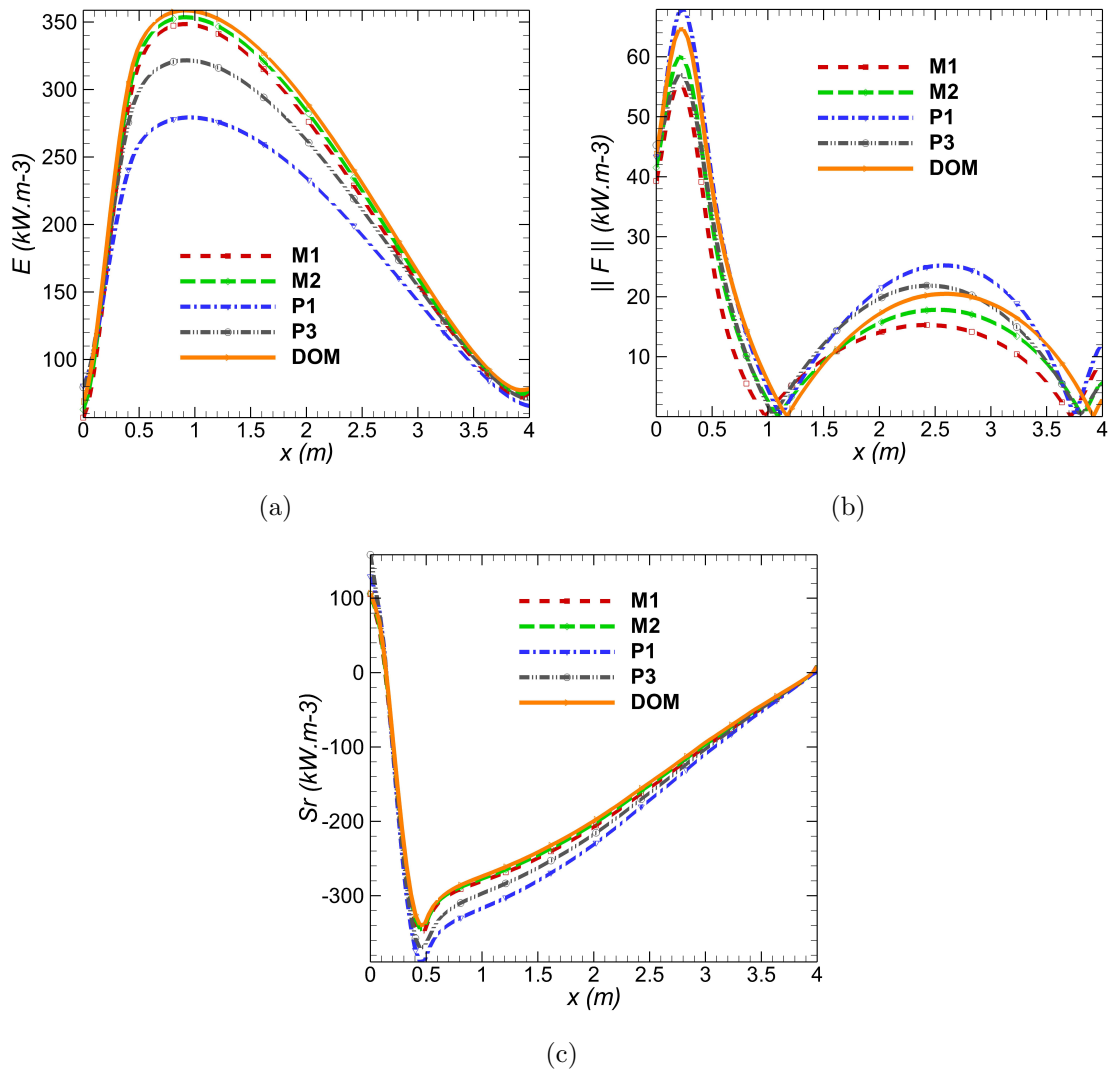 E (kW.m-3)
350
300
250
200
150
100
M1
M2
P1
P3
DOM
0 0.5 1 1.5 2 2.5 3 3.5 4
x (m)
(a)
|| F || (kW.m-3)
60
50
40
30
20
10
M1
M2
P1
P3
DOM
0 0.5 1 1.5 2 2.5 3 3.5 4
x (m)
(b)
Sr (kW.m-3)
100
0
-100
-200
-300
M1
M2
P1
P3
DOM
0 0.5 1 1.5 2 2.5 3 3.5 4
x (m)
(c)